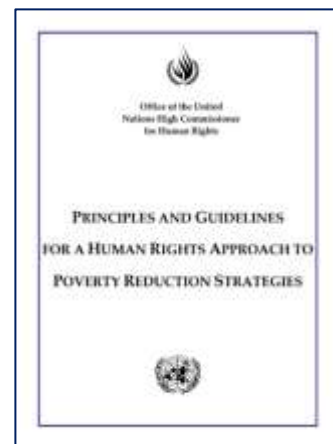 Office of the United
Nations High Commissioner
for Human Rights
PRINCIPLES AND GUIDELINES
FOR A HUMAN RIGHTS APPROACH TO
POVERTY REDUCTION STRATEGIES